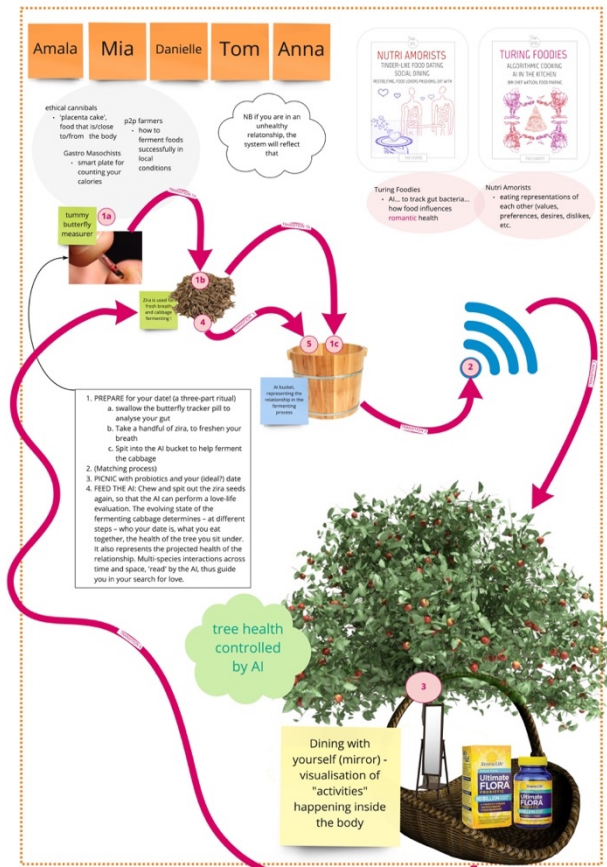 Amala
Mia
Danielle
Tom
Anna
ethical cannibals
• 'placenta cake',
food that is/close
to/from the body
p2p farmers
• how to
ferment foods
successfully in
local
conditions
Gastro Masochists
• smart plate for
counting your
calories
NB if you are in an
unhealthy
relationship, the
system will reflect
that
NUTRI AMORISTS
TINDER-LIKE FOOD DATING
SOCIAL DINING
TURING FOODIES
ALGORITHMIC COOKING
AI IN THE KITCHEN
IBM CHEF WATSON, FOOD PAIRING
Turing Foodies
• AI... to track gut bacteria...
how food influences
romantic health
Nutri Amorists
• eating representations of
each other (values,
preferences, desires, dislikes,
etc.
tummy
butterfly
measurer
1a
1b
4
Zira is used for
fresh breath
and cabbage
fermenting
5
1c
2
AI bucket,
representing the
relationship in the
fermenting
process
1. PREPARE for your date! (a three-part ritual)
a. swallow the butterfly tracker pill to
analyse your gut
b. Take a handful of zira, to freshen your
breath
c. Spit into the AI bucket to help ferment
the cabbage
2. (Matching process)
3. PICNIC with probiotics and your (ideal?) date
4. FEED THE AI: Chew and spit out the zira seeds
again, so that the AI can perform a love-life
evaluation. The evolving state of the
fermenting cabbage determines – at different
steps – who your date is, what you eat
together, the health of the tree you sit under.
It also represents the projected health of the
relationship. Multi-species interactions across
time and space, 'read' by the AI, thus guide
you in your search for love.
tree health
controlled
by AI
3
Dining with
yourself (mirror) -
visualisation of
"activities"
happening inside
the body
Ultimate
FLORA
Ultimate
FLORA